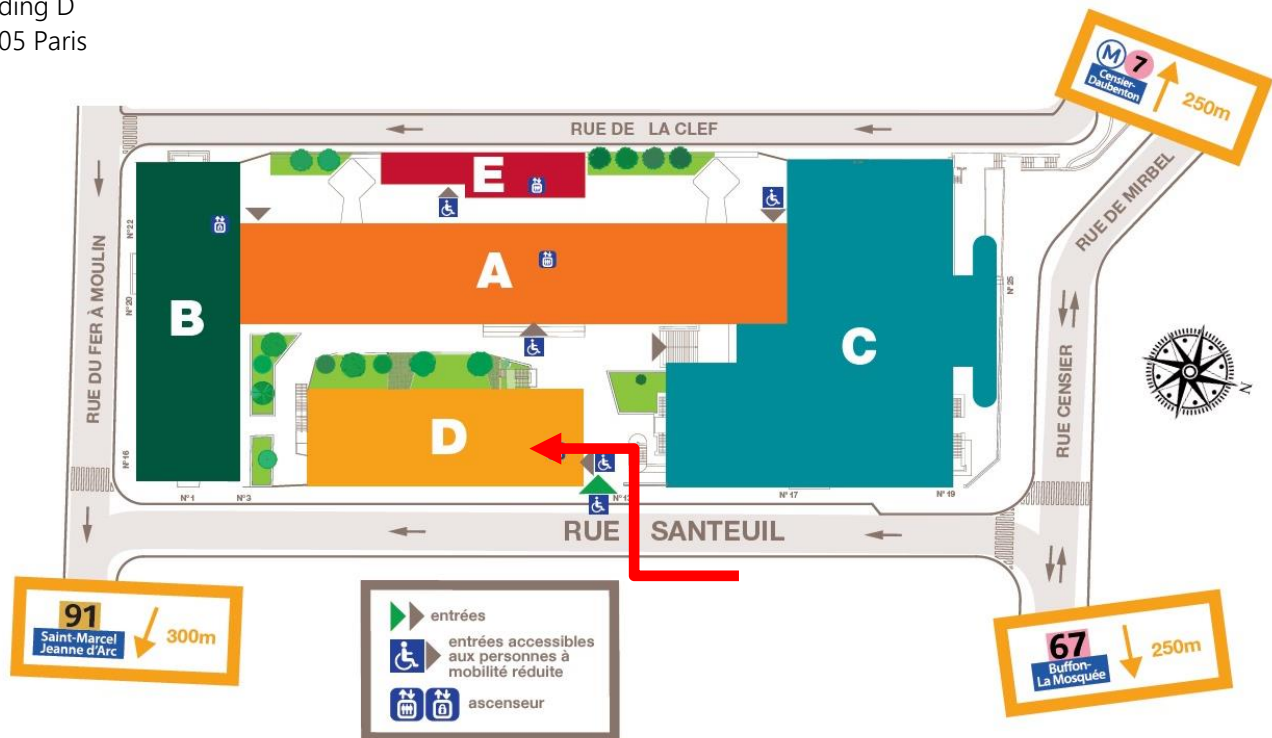 ding D
05 Paris
M 7
Censier-
Daubenton
250m
RUE DE LA CLEF
RUE DE MIRBEL
E
A
B
C
D
N°22
N°20
N°16
N°25
RUE DU FER À MOULIN
RUE CENSIER
N
N°1
N°3
N°13
N°17
N°19
RUE SANTEUIL
91
Saint-Marcel
Jeanne d'Arc
300m
entrées
entrées accessibles
aux personnes à
mobilité réduite
ascenseur
67
Buffon-
La Mosquée
250m